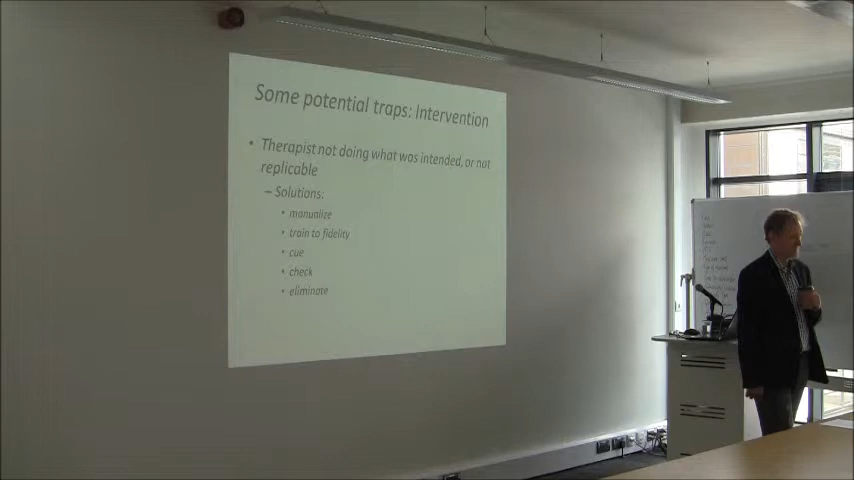 Some potential traps: Intervention
• Therapist not doing what was intended, or not
replicable
– Solutions:
• manualize
• train to fidelity
• cue
• check
• eliminate